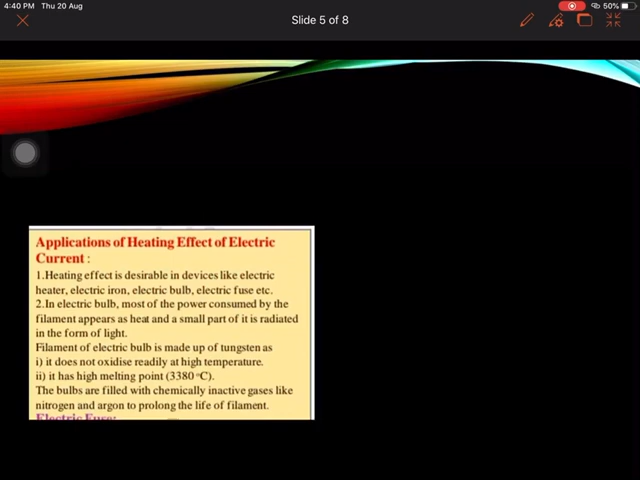 4:40 PM Thu 20 Aug
50%
Slide 5 of 8
Applications of Heating Effect of Electric
Current :
1.Heating effect is desirable in devices like electric
heater, electric iron, electric bulb, electric fuse etc.
2.In electric bulb, most of the power consumed by the
filament appears as heat and a small part of it is radiated
in the form of light.
Filament of electric bulb is made up of tungsten as
i) it does not oxidise readily at high temperature.
ii) it has high melting point (3380 °C).
The bulbs are filled with chemically inactive gases like
nitrogen and argon to prolong the life of filament.
Electric Fuse: